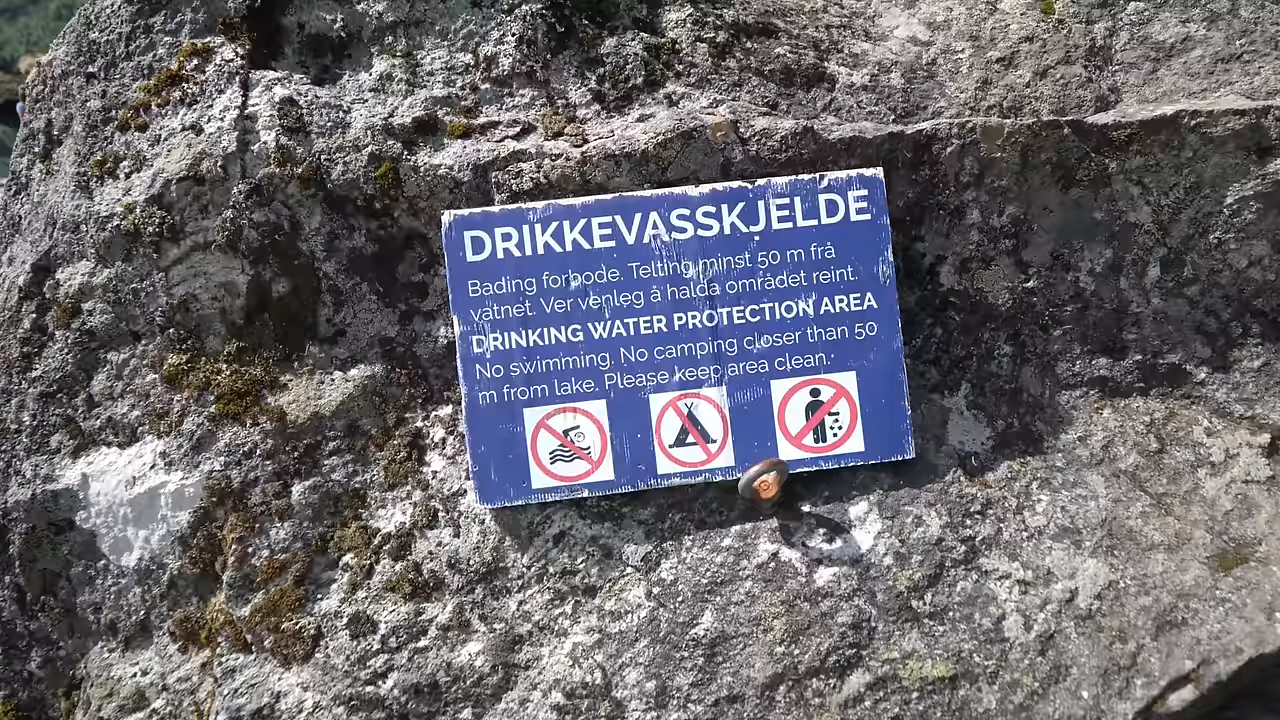 DRIKKEVASSKJELDE
Bading forbode. Telting minst 50 m frå
vatnet. Ver venleg å halda området reint.
DRINKING WATER PROTECTION AREA
No swimming. No camping closer than 50
m from lake. Please keep area clean.